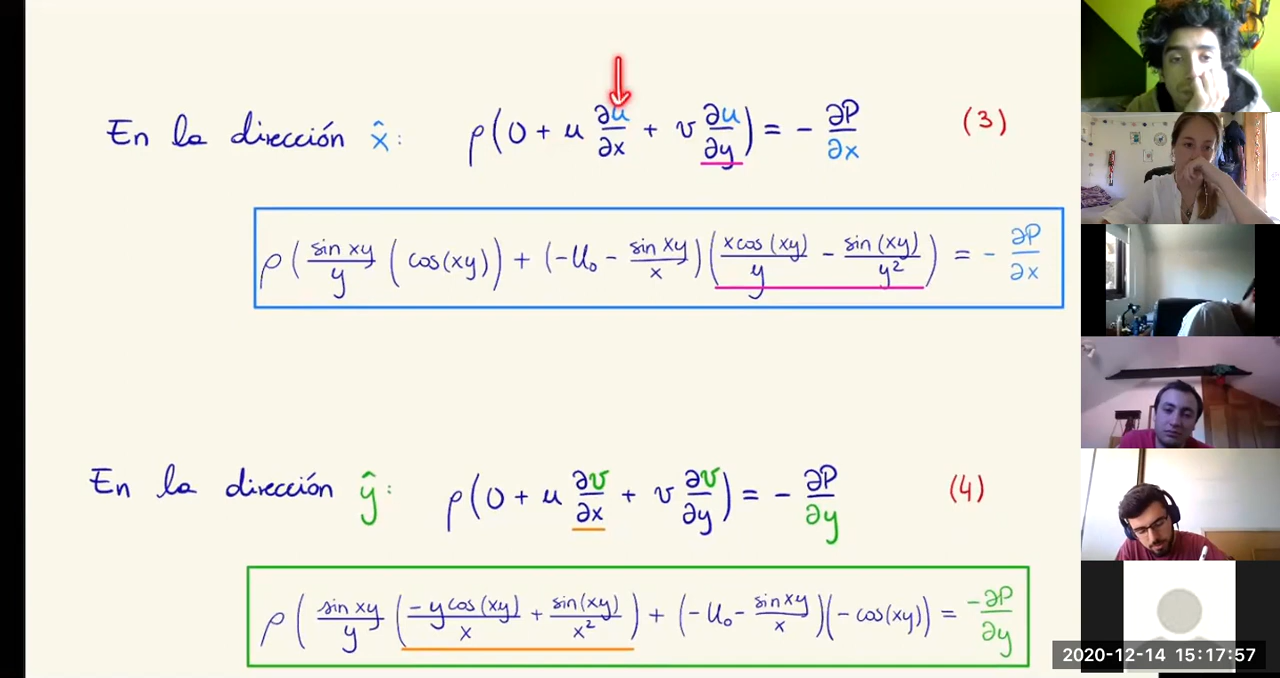 En la dirección x̂: ρ(0 + u ∂u/∂x + v ∂u/∂y) = - ∂P/∂x (3)
ρ( sin xy/y (cos(xy)) + (-U₀ - sin xy/x)(x cos(xy)/y - sin(xy)/y²) = - ∂P/∂x
En la dirección ŷ: ρ(0 + u ∂v/∂x + v ∂v/∂y) = - ∂P/∂y (4)
ρ( sin xy/y (-y cos(xy)/x + sin(xy)/x²) + (-U₀ - sin xy/x)(-cos(xy)) = -∂P/∂y
2020-12-14 15:17:57